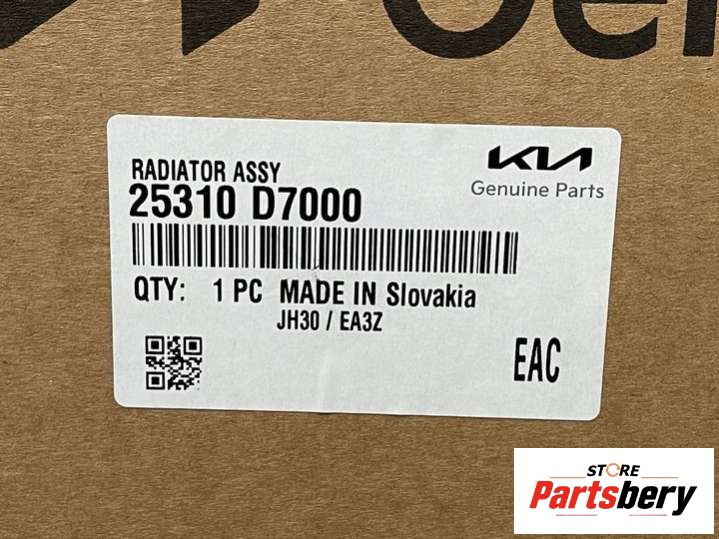 RADIATOR ASSY
25310 D7000
KIA
Genuine Parts
QTY: 1 PC MADE IN Slovakia
JH30 / EA3Z
EAC
STORE
Partsbery